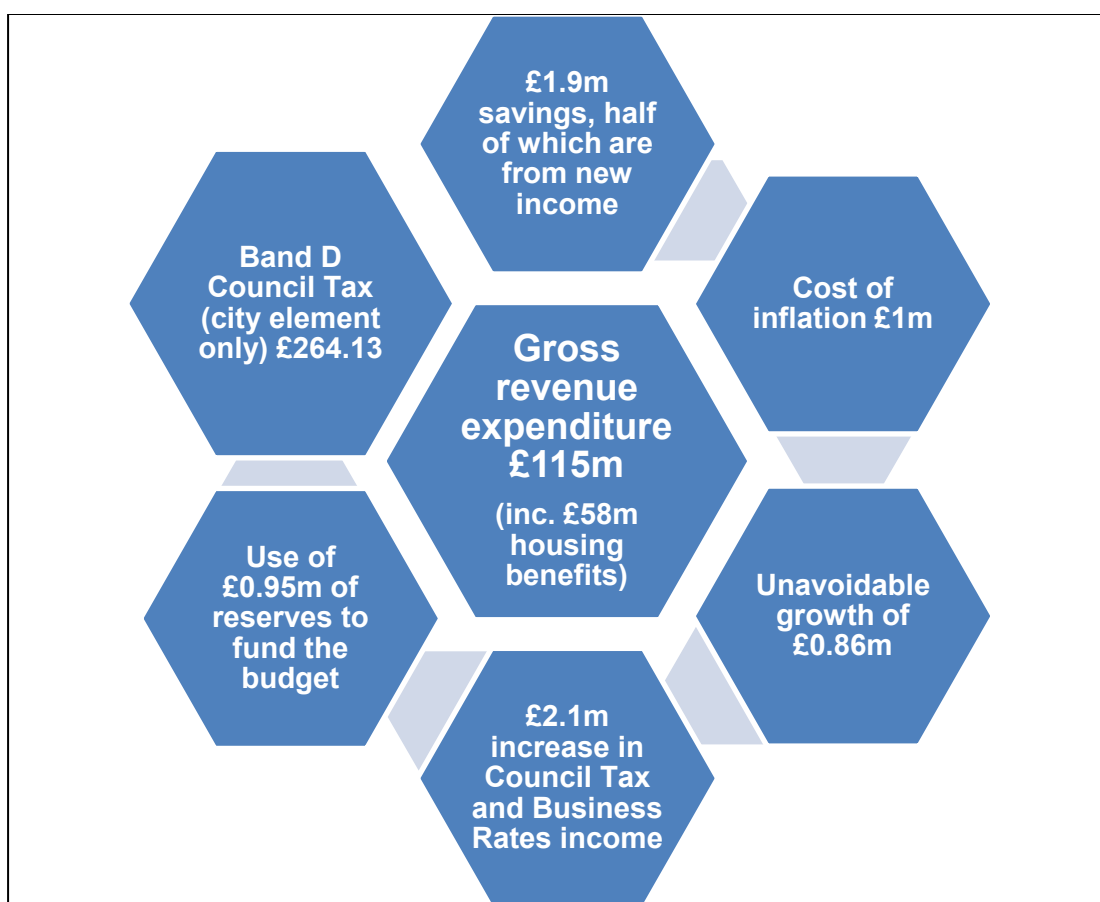 £1.9m
savings, half
of which are
from new
income
Band D
Council Tax
(city element
only) £264.13
Cost of
inflation £1m
Gross
revenue
expenditure
£115m
(inc. £58m
housing
benefits)
Use of
£0.95m of
reserves to
fund the
budget
Unavoidable
growth of
£0.86m
£2.1m
increase in
Council Tax
and Business
Rates income